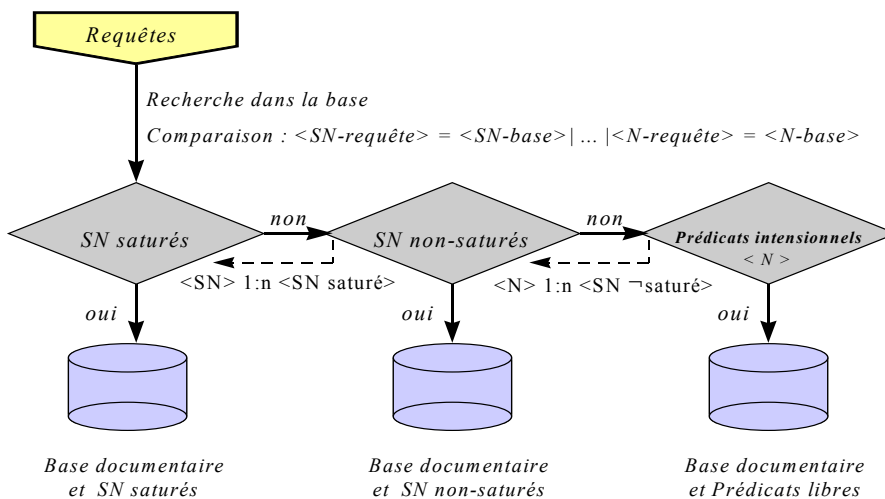 Requêtes
Recherche dans la base
Comparaison : <SN-requête> = <SN-base>| ... |<N-requête> = <N-base>
SN saturés
non
SN non-saturés
non
Prédicats intensionnels
< N >
<SN> 1:n <SN saturé>
<N> 1:n <SN ¬saturé>
oui
oui
oui
Base documentaire
et SN saturés
Base documentaire
et SN non-saturés
Base documentaire
et Prédicats libres